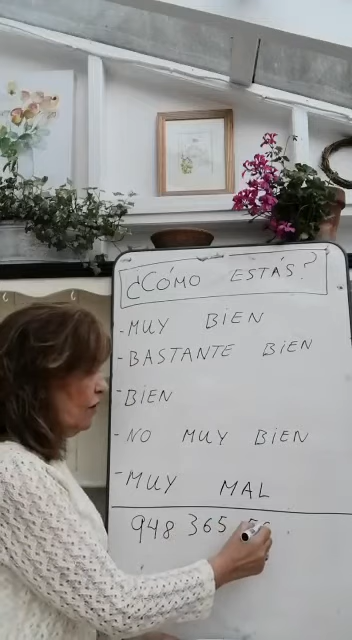 ¿CÓMO ESTÁS?
-MUY BIEN
-BASTANTE BIEN
-BIEN
-NO MUY BIEN
-MUY MAL
948 365